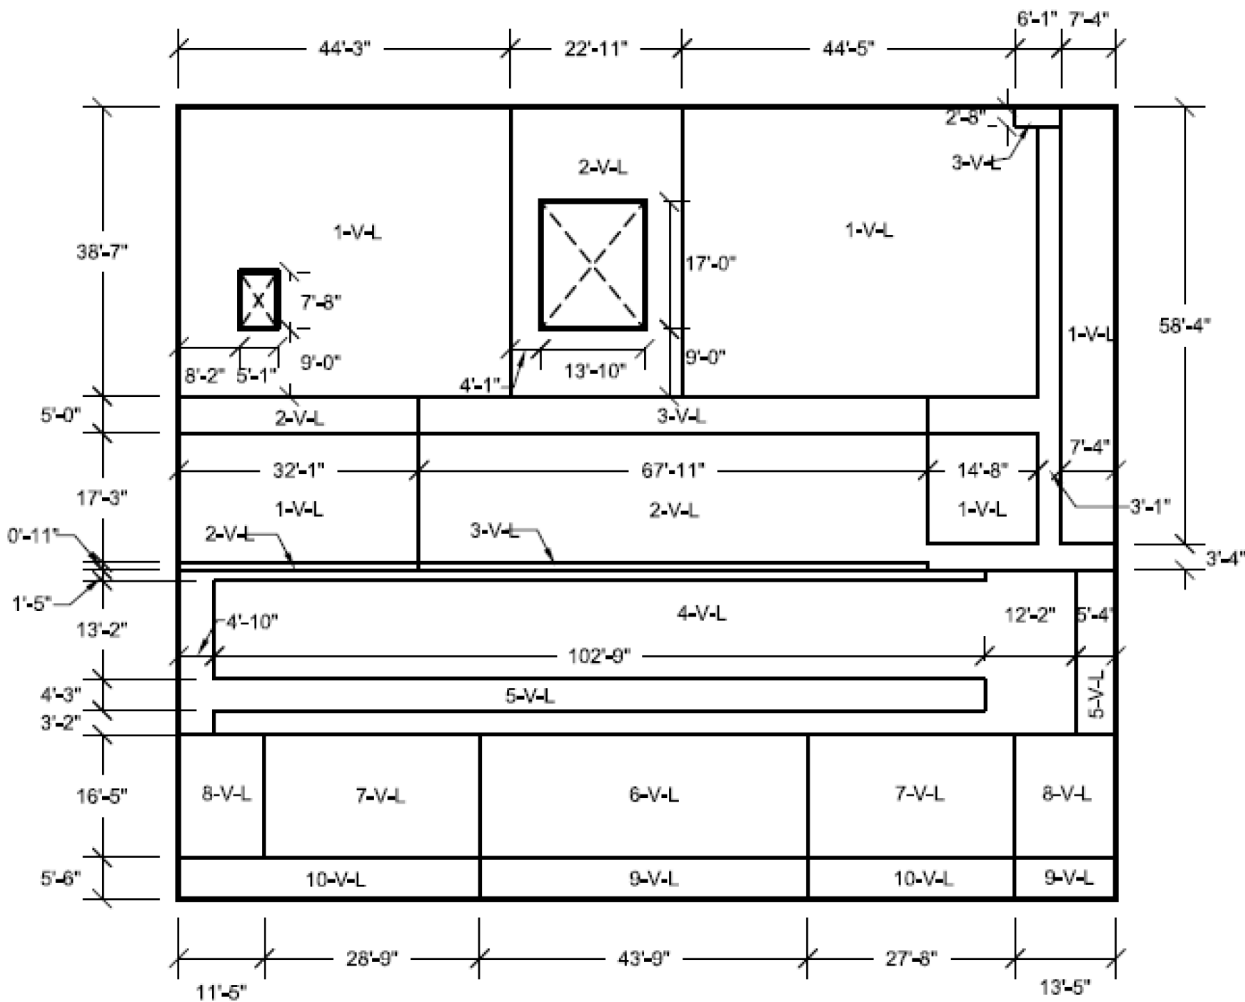 6'-1" 7'-4"
44'-3" 22'-11" 44'-5"
2'-8"
3-V-L
2-V-L
1-V-L 1-V-L
38'-7"
17'-0"
X 7'-8"
58'-4"
1-V-L
9'-0" 9'-0"
8'-2" 5'-1" 4'-1" 13'-10"
5'-0" 2-V-L 3-V-L
7'-4"
32'-1" 67'-11" 14'-8"
17'-3"
1-V-L 2-V-L 1-V-L 3'-1"
0'-11" 2-V-L 3-V-L
3'-4"
1'-5"
13'-2" 4'-10" 4-V-L 12'-2" 5'-4"
102'-9"
4'-3" 5-V-L 5-V-L
3'-2"
16'-5" 8-V-L 7-V-L 6-V-L 7-V-L 8-V-L
5'-6" 10-V-L 9-V-L 10-V-L 9-V-L
28'-9" 43'-9" 27'-8"
11'-5" 13'-5"